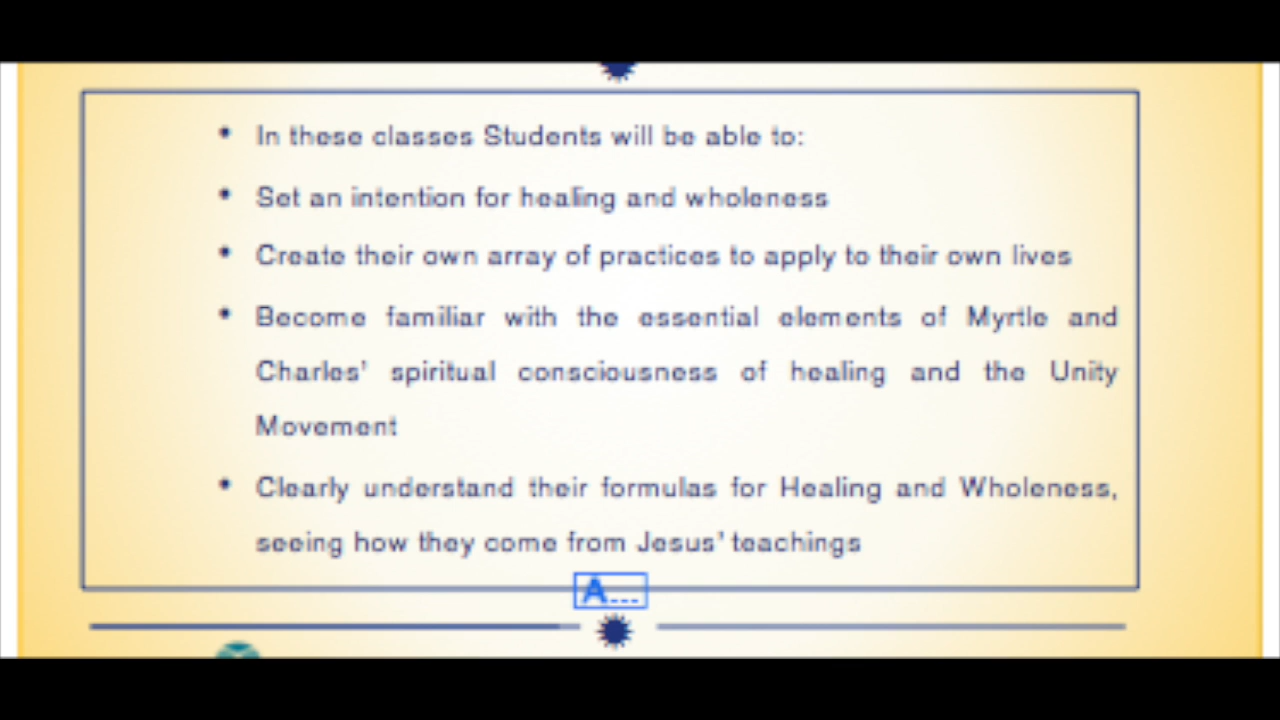 • In these classes Students will be able to:
• Set an intention for healing and wholeness
• Create their own array of practices to apply to their own lives
• Become familiar with the essential elements of Myrtle and
Charles' spiritual consciousness of healing and the Unity
Movement
• Clearly understand their formulas for Healing and Wholeness,
seeing how they come from Jesus' teachings
A...